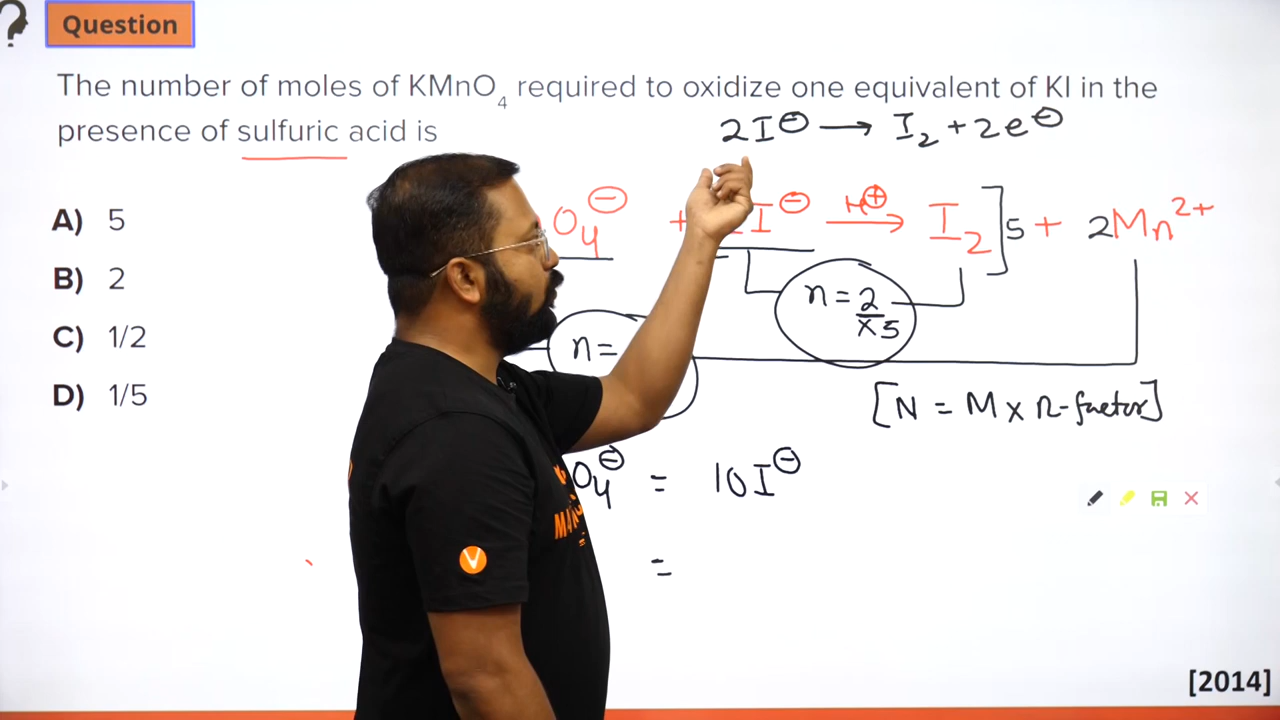 Question
The number of moles of KMnO₄ required to oxidize one equivalent of KI in the
presence of sulfuric acid is
2I⊖ → I₂ + 2e⊖
A) 5
O₄⊖ + I⊖ H⊕→ I₂]5 + 2Mn²⁺
B) 2
n = 2 × 5
C) 1/2
n =
D) 1/5
[N = M × n-factor]
O₄⊖ = 10I⊖
=
V
[2014]